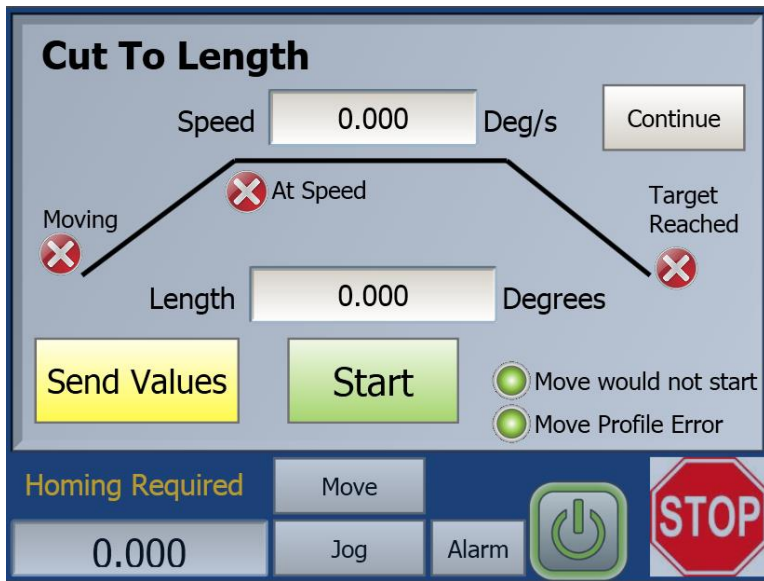 Cut To Length
Speed 0.000 Deg/s Continue
At Speed
Moving
Target
Reached
Length 0.000 Degrees
Send Values Start
Move would not start
Move Profile Error
Homing Required Move
STOP
0.000 Jog Alarm